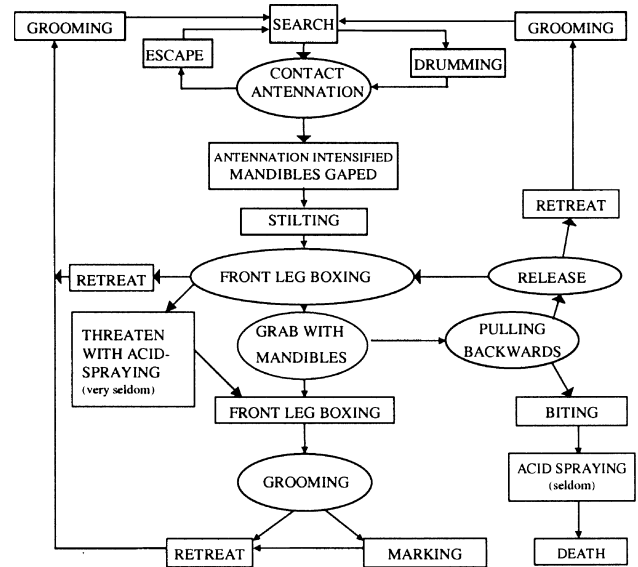 GROOMING
SEARCH
GROOMING
ESCAPE
DRUMMING
CONTACT
ANTENNATION
ANTENNATION INTENSIFIED
MANDIBLES GAPED
RETREAT
STILTING
RETREAT
FRONT LEG BOXING
RELEASE
THREATEN
WITH ACID-
SPRAYING
(very seldom)
GRAB WITH
MANDIBLES
PULLING
BACKWARDS
FRONT LEG BOXING
BITING
GROOMING
ACID SPRAYING
(seldom)
RETREAT
MARKING
DEATH